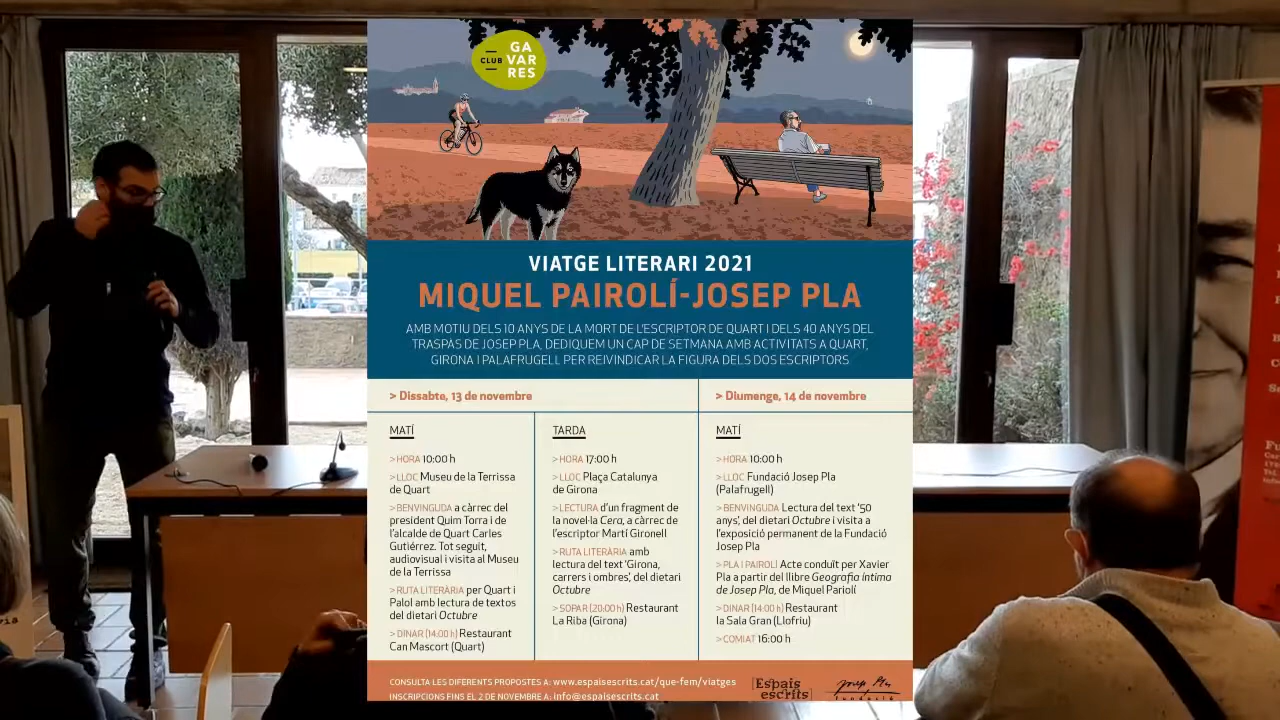 CLUB
GA
VAR
RES
VIATGE LITERARI 2021
MIQUEL PAIROLÍ-JOSEP PLA
AMB MOTIU DELS 10 ANYS DE LA MORT DE L'ESCRIPTOR DE QUART I DELS 40 ANYS DEL
TRASPAS DE JOSEP PLA, DEDIQUEM UN CAP DE SETMANA AMB ACTIVITATS A QUART,
GIRONA I PALAFRUGELL PER REIVINDICAR LA FIGURA DELS DOS ESCRIPTORS
> Dissabte, 13 de novembre
MATÍ
> HORA 10:00 h
> LLOC Museu de la Terrissa
de Quart
> BENVINGUDA a càrrec del
president Quim Torra i de
l'alcalde de Quart Carles
Gutiérrez. Tot seguit,
audiovisual i visita al Museu
de la Terrissa
> RUTA LITERÀRIA per Quart i
Palol amb lectura de textos
del dietari Octubre
> DINAR (14:00 h) Restaurant
Can Mascort (Quart)
TARDA
> HORA 17:00 h
> LLOC Plaça Catalunya
de Girona
> LECTURA d'un fragment de
la novel·la Cera, a càrrec de
l'escriptor Martí Gironell
> RUTA LITERÀRIA amb
lectura del text 'Girona,
carrers i ombres', del dietari
Octubre
> SOPAR (20:00 h) Restaurant
La Riba (Girona)
> Diumenge, 14 de novembre
MATÍ
> HORA 10:00 h
> LLOC Fundació Josep Pla
(Palafrugell)
> BENVINGUDA Lectura del text '50
anys', del dietari Octubre i visita a
l'exposició permanent de la Fundació
Josep Pla
> PLA I PAIROLÍ Acte conduït per Xavier
Pla a partir del llibre Geografia íntima
de Josep Pla, de Miquel Pariolí
> DINAR (14:00 h) Restaurant
la Sala Gran (Llofriu)
> COMIAT 16:00 h
CONSULTA LES DIFERENTS PROPOSTES A: www.espaisescrits.cat/que-fem/viatges
INSCRIPCIONS FINS EL 2 DE NOVEMBRE A: info@espaisescrits.cat
Espais
escrits
Josep Pla
fundació